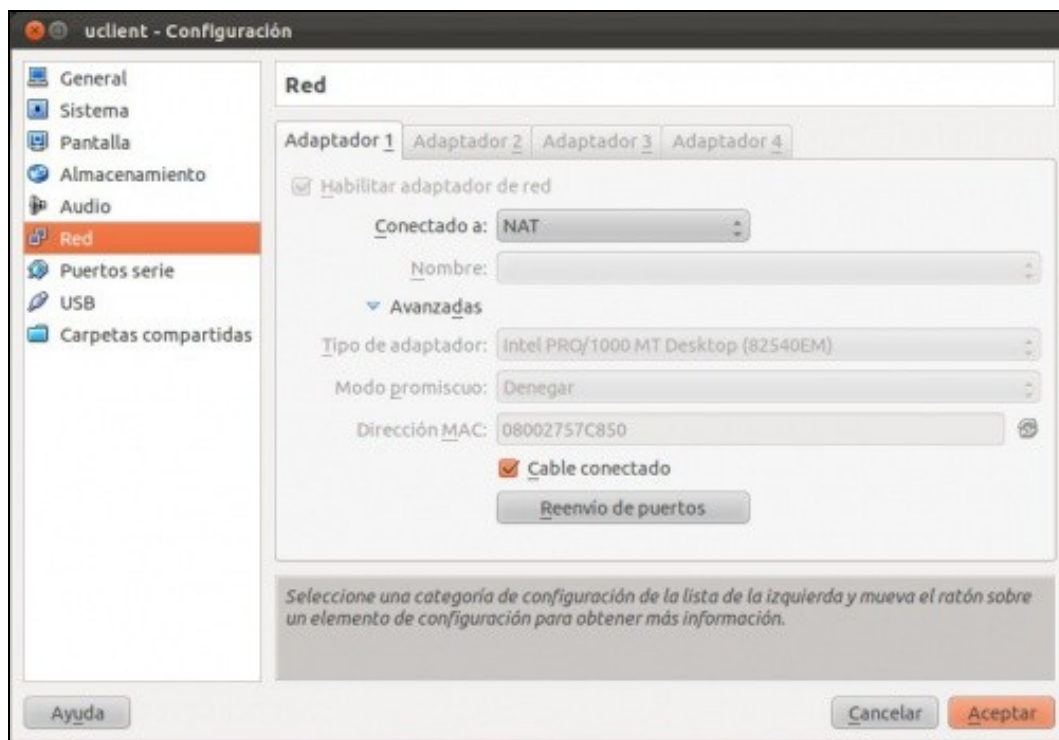 uclient - Configuración
General
Sistema
Pantalla
Almacenamiento
Audio
Red
Puertos serie
USB
Carpetas compartidas
Red
Adaptador 1 Adaptador 2 Adaptador 3 Adaptador 4
Habilitar adaptador de red
Conectado a: NAT
Nombre:
Avanzadas
Tipo de adaptador: Intel PRO/1000 MT Desktop (82540EM)
Modo promiscuo: Denegar
Dirección MAC: 08002757C850
Cable conectado
Reenvío de puertos
Seleccione una categoría de configuración de la lista de la izquierda y mueva el ratón sobre
un elemento de configuración para obtener más información.
Ayuda Cancelar Aceptar